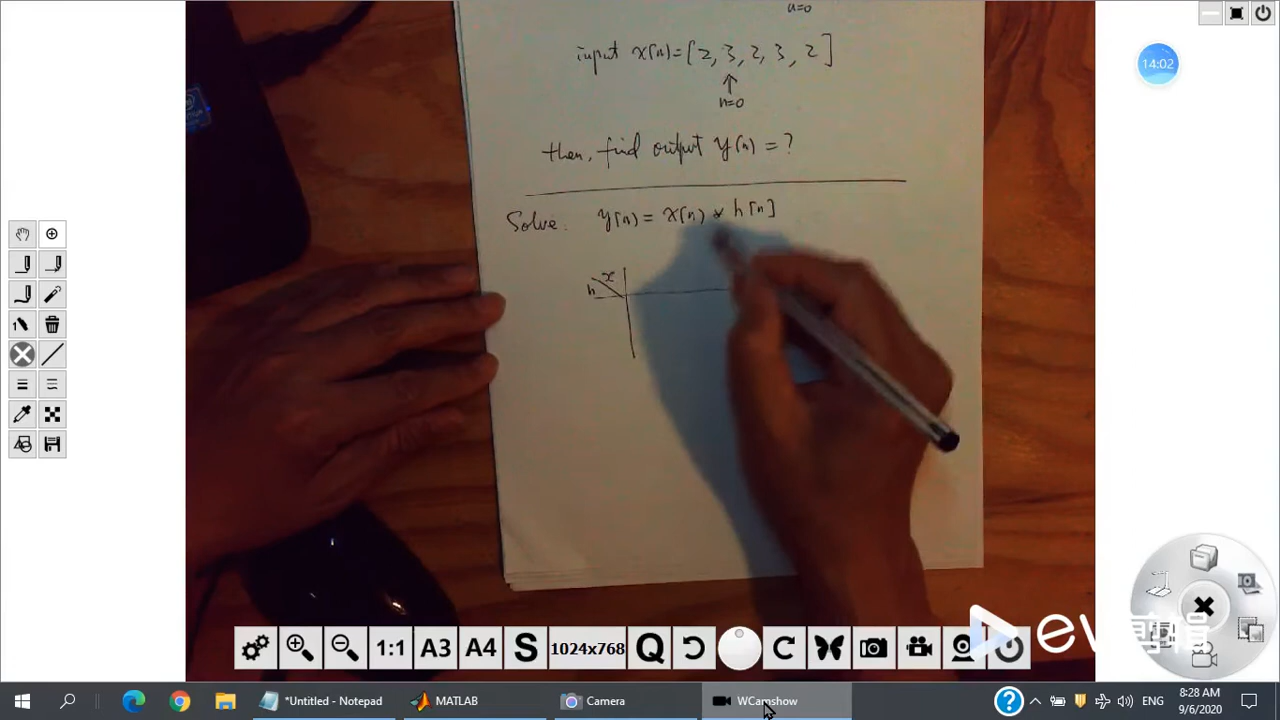 n=0
input x[n]=[2, 3, 2, 3, 2]
↑
n=0
then, find output y[n] = ?
Solve. y[n] = x[n] * h[n]
x
h
14:02
1:1 A3 A4 S 1024x768 Q
*Untitled - Notepad MATLAB Camera WCamshow ENG 8:28 AM
9/6/2020